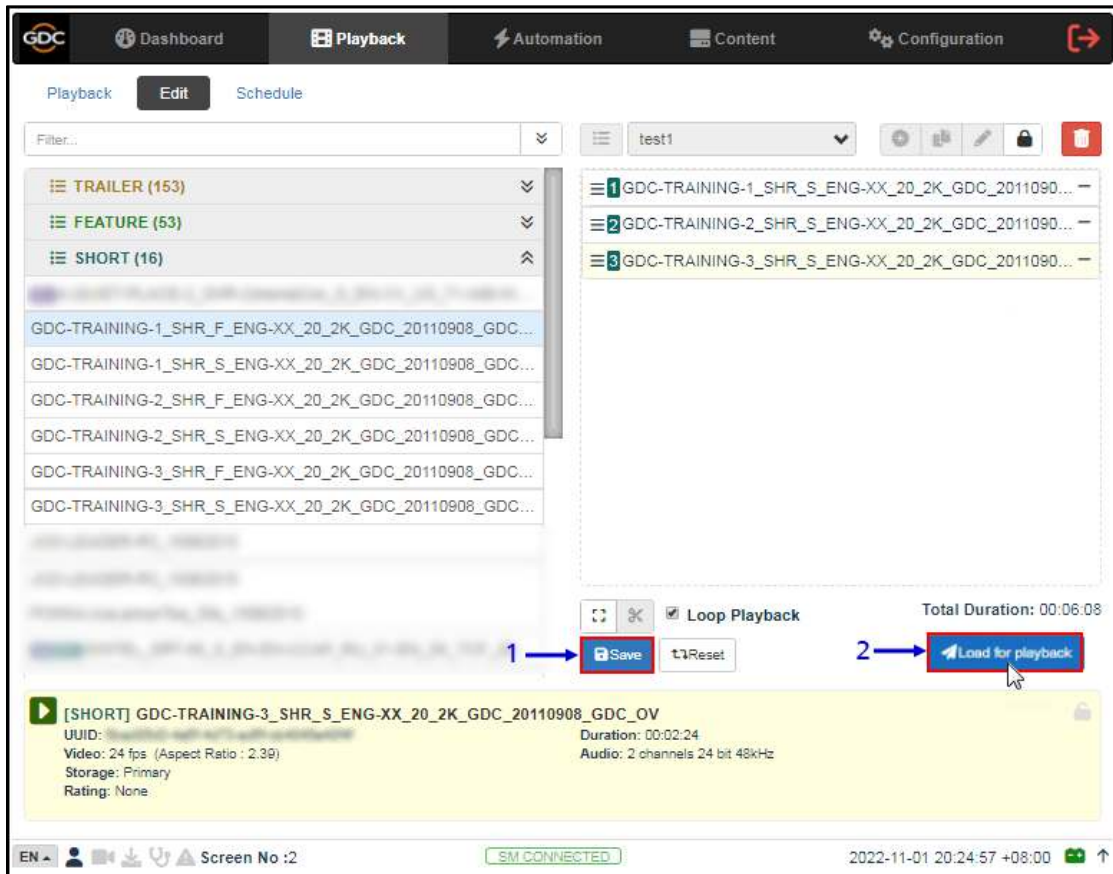 GDC Dashboard Playback Automation Content Configuration
Playback Edit Schedule
Filter... test1
TRAILER (153)
FEATURE (53)
SHORT (16)
GDC-TRAINING-1_SHR_F_ENG-XX_20_2K_GDC_20110908_GDC...
GDC-TRAINING-1_SHR_S_ENG-XX_20_2K_GDC_20110908_GDC...
GDC-TRAINING-2_SHR_F_ENG-XX_20_2K_GDC_20110908_GDC...
GDC-TRAINING-2_SHR_S_ENG-XX_20_2K_GDC_20110908_GDC...
GDC-TRAINING-3_SHR_F_ENG-XX_20_2K_GDC_20110908_GDC...
GDC-TRAINING-3_SHR_S_ENG-XX_20_2K_GDC_20110908_GDC...
1 GDC-TRAINING-1_SHR_S_ENG-XX_20_2K_GDC_2011090...
2 GDC-TRAINING-2_SHR_S_ENG-XX_20_2K_GDC_2011090...
3 GDC-TRAINING-3_SHR_S_ENG-XX_20_2K_GDC_2011090...
Loop Playback Total Duration: 00:06:08
1 Save Reset 2 Load for playback
[SHORT] GDC-TRAINING-3_SHR_S_ENG-XX_20_2K_GDC_20110908_GDC_OV
UUID: Duration: 00:02:24
Video: 24 fps (Aspect Ratio : 2.39) Audio: 2 channels 24 bit 48kHz
Storage: Primary
Rating: None
EN Screen No :2 SM CONNECTED 2022-11-01 20:24:57 +08:00